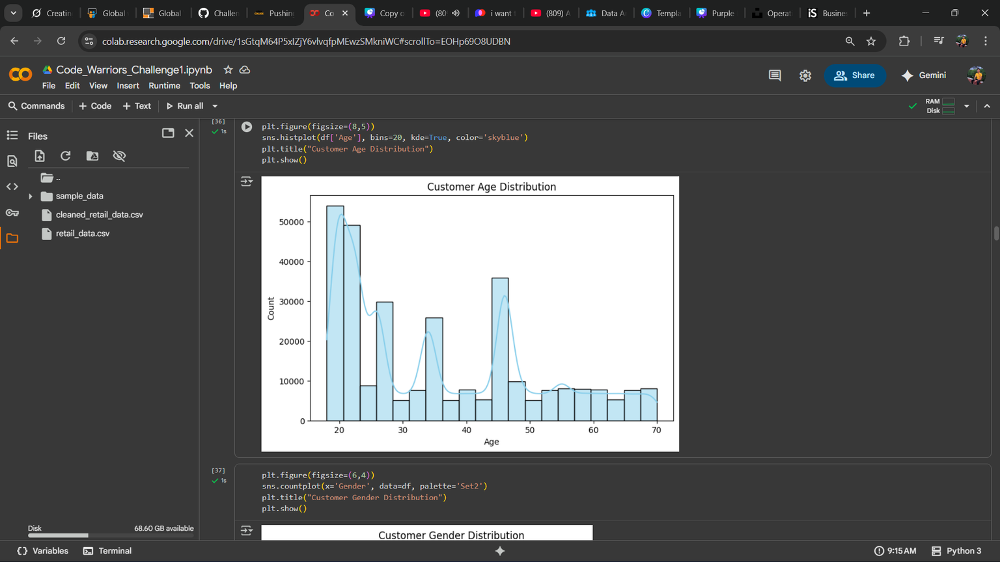 Creatin
Global
Global
Challen
COLLEGE
Pushing
Co
Copy o
(809
i want t
(809) A
Data A
Templa
Purple
Operat
iS
Busine
colab.research.google.com/drive/1sGtqM64P5xIZjY6vlvqfpMEwzSMkniWC#scrollTo=EOHp69O8UDBN
Code_Warriors_Challenge1.ipynb
File Edit View Insert Runtime Tools Help
Share
Gemini
Commands + Code + Text Run all
RAM
Disk
Files
..
sample_data
cleaned_retail_data.csv
retail_data.csv
Disk 68.60 GB available
[36]
1s
plt.figure(figsize=(8,5))
sns.histplot(df['Age'], bins=20, kde=True, color='skyblue')
plt.title("Customer Age Distribution")
plt.show()
Customer Age Distribution
50000
40000
30000
20000
10000
0
Count
20 30 40 50 60 70
Age
[37]
1s
plt.figure(figsize=(6,4))
sns.countplot(x='Gender', data=df, palette='Set2')
plt.title("Customer Gender Distribution")
plt.show()
Customer Gender Distribution
Variables
Terminal
9:15 AM
Python 3